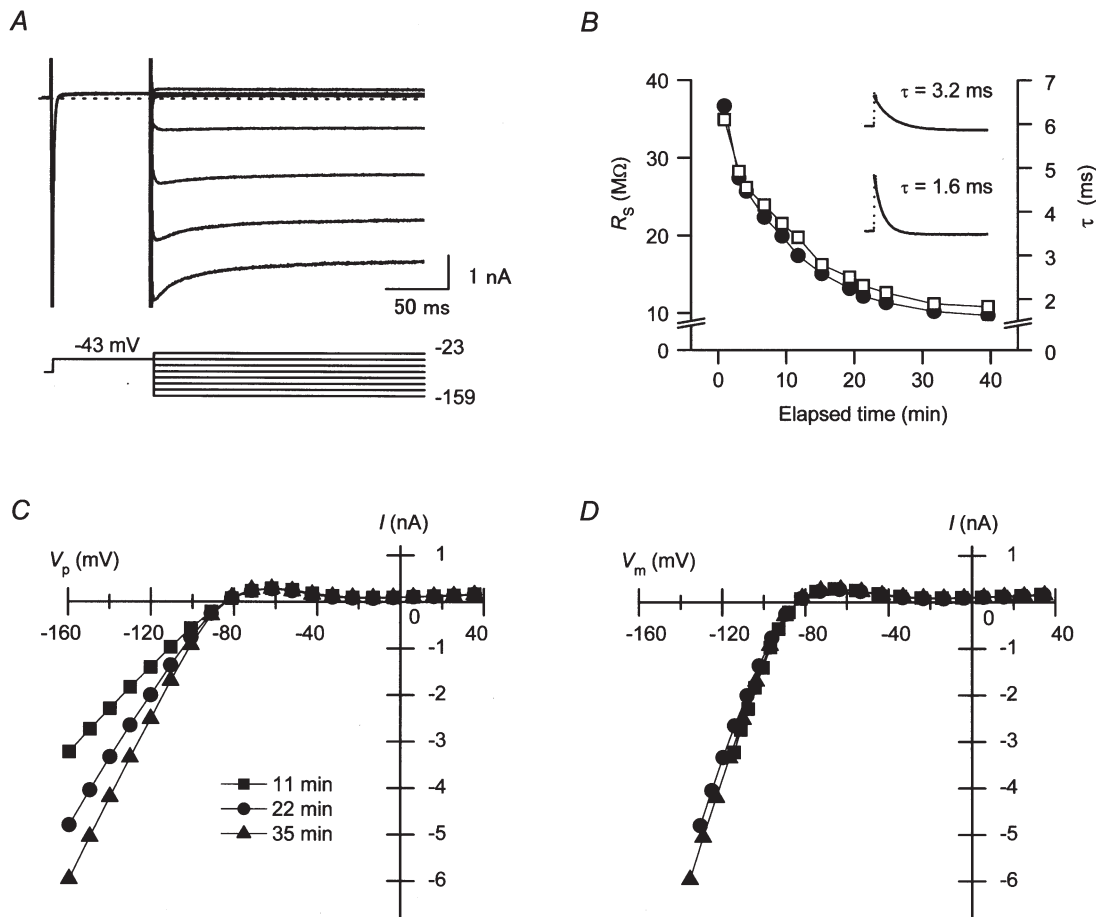 A
1 nA
50 ms
-43 mV
-23
-159
B
40
30
20
10
0
R_S (MΩ)
τ = 3.2 ms
τ = 1.6 ms
7
6
5
4
3
2
0
τ (ms)
0 10 20 30 40
Elapsed time (min)
C
I (nA)
V_p (mV)
1
-160 -120 -80 -40 0 40
-1
-2
-3
-4
-5
-6
11 min
22 min
35 min
D
I (nA)
V_m (mV)
1
-160 -120 -80 -40 0 40
-1
-2
-3
-4
-5
-6